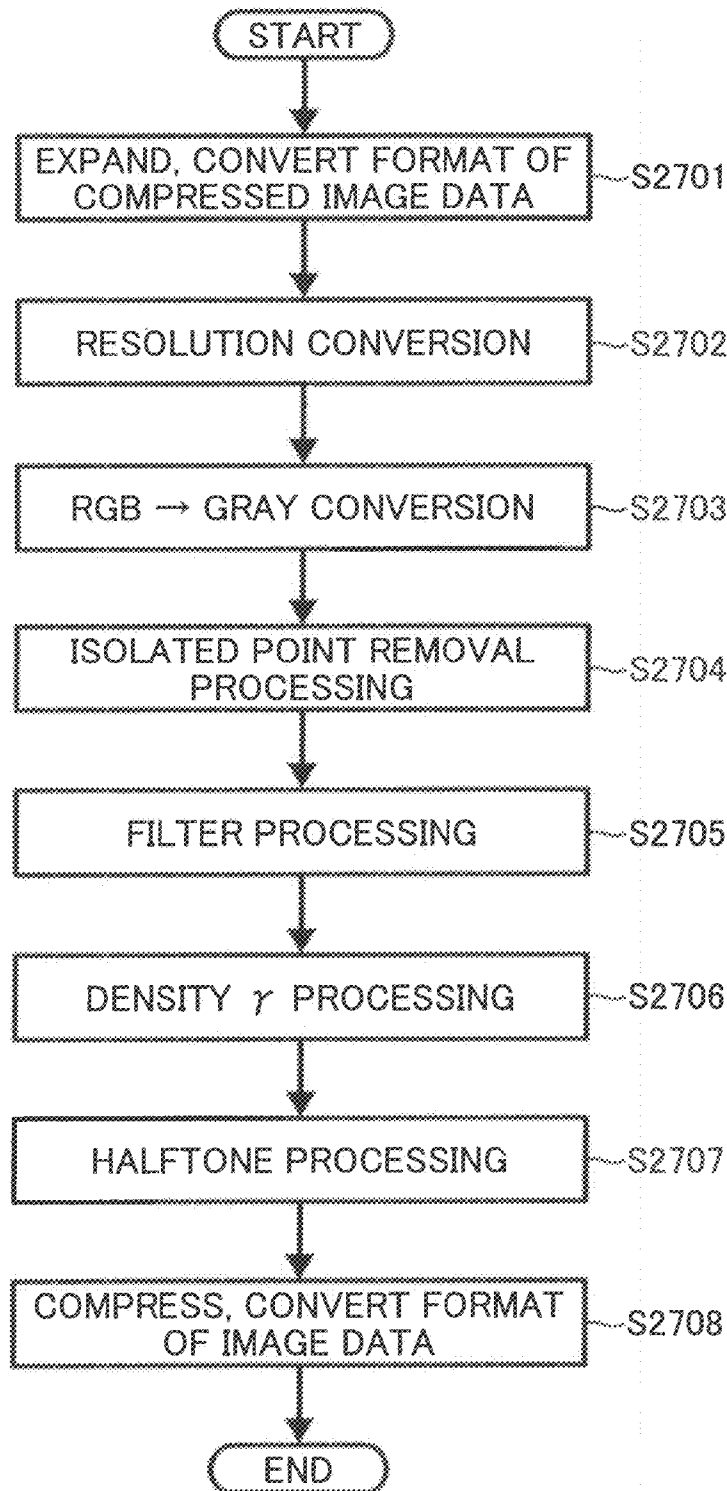 START
EXPAND, CONVERT FORMAT OF
COMPRESSED IMAGE DATA
S2701
RESOLUTION CONVERSION
S2702
RGB → GRAY CONVERSION
S2703
ISOLATED POINT REMOVAL
PROCESSING
S2704
FILTER PROCESSING
S2705
DENSITY γ PROCESSING
S2706
HALFTONE PROCESSING
S2707
COMPRESS, CONVERT FORMAT
OF IMAGE DATA
S2708
END